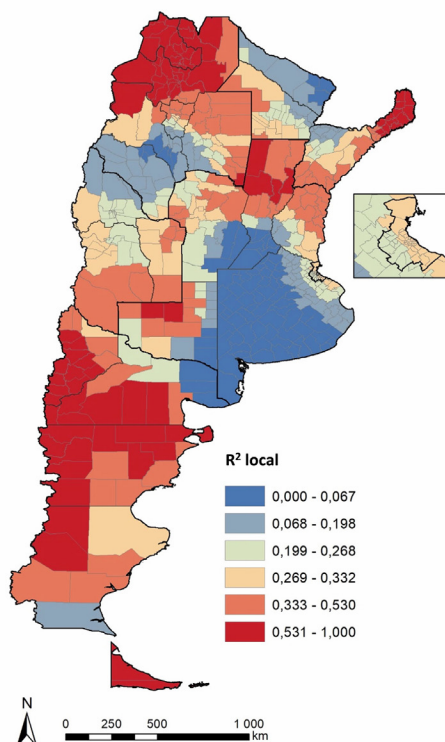 R² local
0,000 - 0,067
0,068 - 0,198
0,199 - 0,268
0,269 - 0,332
0,333 - 0,530
0,531 - 1,000
N
0 250 500 1 000
km